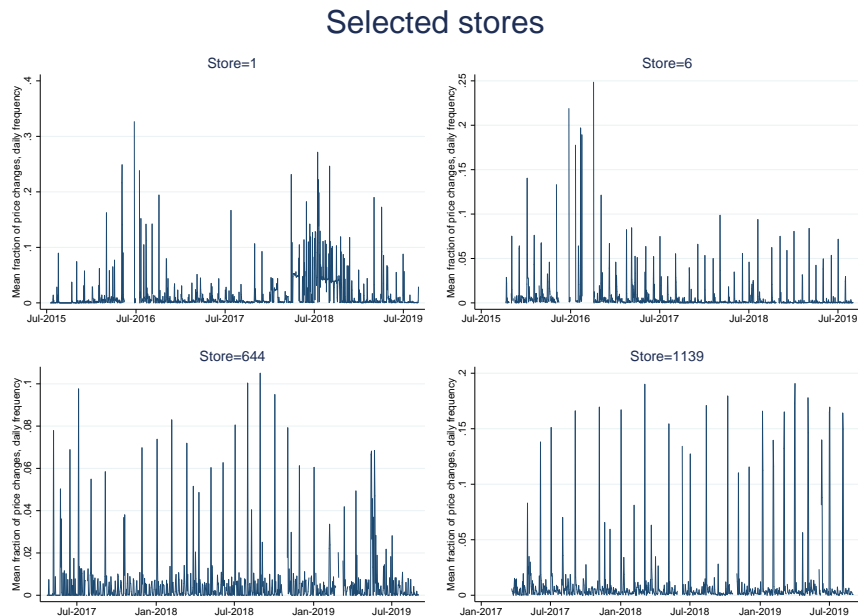 Selected stores
Store=1
Mean fraction of price changes, daily frequency
0 .1 .2 .3 .4
Jul-2015 Jul-2016 Jul-2017 Jul-2018 Jul-2019
Store=6
Mean fraction of price changes, daily frequency
0 .05 .1 .15 .2 .25
Jul-2015 Jul-2016 Jul-2017 Jul-2018 Jul-2019
Store=644
Mean fraction of price changes, daily frequency
0 .02 .04 .06 .08 .1
Jul-2017 Jan-2018 Jul-2018 Jan-2019 Jul-2019
Store=1139
Mean fraction of price changes, daily frequency
0 .05 .1 .15 .2
Jan-2017 Jul-2017 Jan-2018 Jul-2018 Jan-2019 Jul-2019